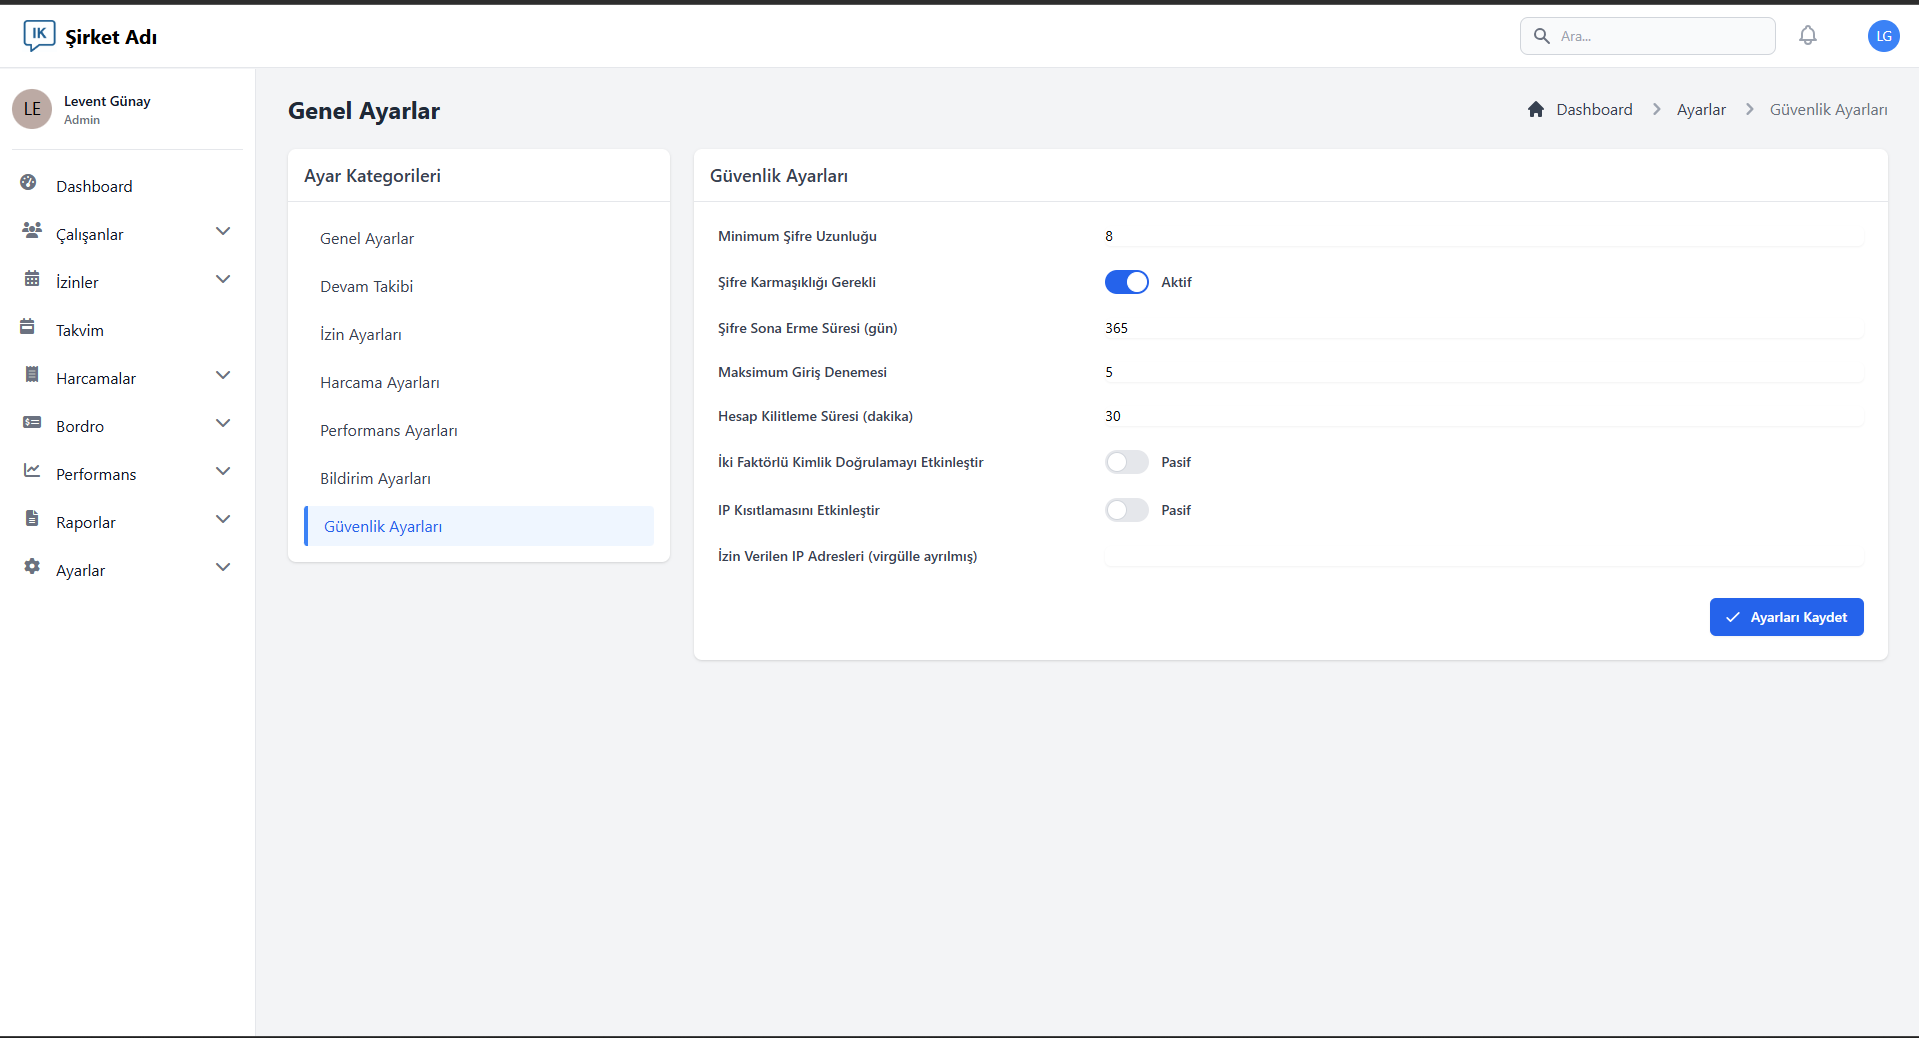 IK
Şirket Adı
Ara...
LG
LE
Levent Günay
Admin
Dashboard
Çalışanlar
İzinler
Takvim
Harcamalar
Bordro
Performans
Raporlar
Ayarlar
Genel Ayarlar
Dashboard
Ayarlar
Güvenlik Ayarları
Ayar Kategorileri
Genel Ayarlar
Devam Takibi
İzin Ayarları
Harcama Ayarları
Performans Ayarları
Bildirim Ayarları
Güvenlik Ayarları
Güvenlik Ayarları
Minimum Şifre Uzunluğu
8
Şifre Karmaşıklığı Gerekli
Aktif
Şifre Sona Erme Süresi (gün)
365
Maksimum Giriş Denemesi
5
Hesap Kilitleme Süresi (dakika)
30
İki Faktörlü Kimlik Doğrulamayı Etkinleştir
Pasif
IP Kısıtlamasını Etkinleştir
Pasif
İzin Verilen IP Adresleri (virgülle ayrılmış)
Ayarları Kaydet